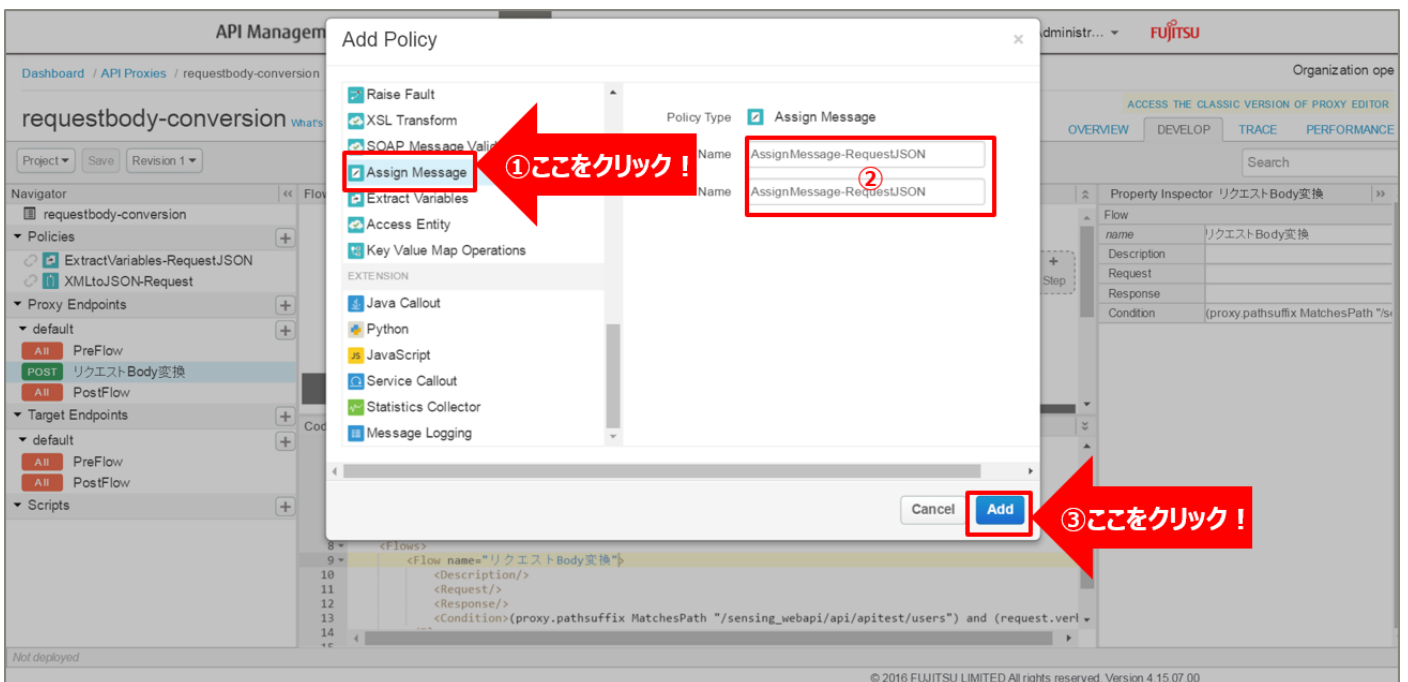 API Managem
dministr...
FUJITSU
Dashboard / API Proxies / requestbody-conversion
Organization ope
requestbody-conversion What's
ACCESS THE CLASSIC VERSION OF PROXY EDITOR
OVERVIEW DEVELOP TRACE PERFORMANCE
Project Save Revision 1
Search
Add Policy ×
Raise Fault
XSL Transform
SOAP Message Valid
Assign Message
Extract Variables
Access Entity
Key Value Map Operations
EXTENSION
Java Callout
Python
JavaScript
Service Callout
Statistics Collector
Message Logging
①ここをクリック！
Policy Type Assign Message
Name AssignMessage-RequestJSON
②
Name AssignMessage-RequestJSON
Cancel Add
③ここをクリック！
Navigator <<
requestbody-conversion
Policies +
ExtractVariables-RequestJSON
XMLtoJSON-Request
Proxy Endpoints +
default +
All PreFlow
POST リクエストBody変換
All PostFlow
Target Endpoints +
default +
All PreFlow
All PostFlow
Scripts +
Flov
+
Step
Cod
Property Inspector リクエストBody変換 >>
Flow
name リクエストBody変換
Description
Request
Response
Condition (proxy.pathsuffix MatchesPath "/se
8 <Flows>
9 <Flow name="リクエストBody変換">
10 <Description/>
11 <Request/>
12 <Response/>
13 <Condition>(proxy.pathsuffix MatchesPath "/sensing_webapi/api/apitest/users") and (request.verl
14
15
Not deployed
© 2016 FUJITSU LIMITED All rights reserved. Version 4.15.07.00